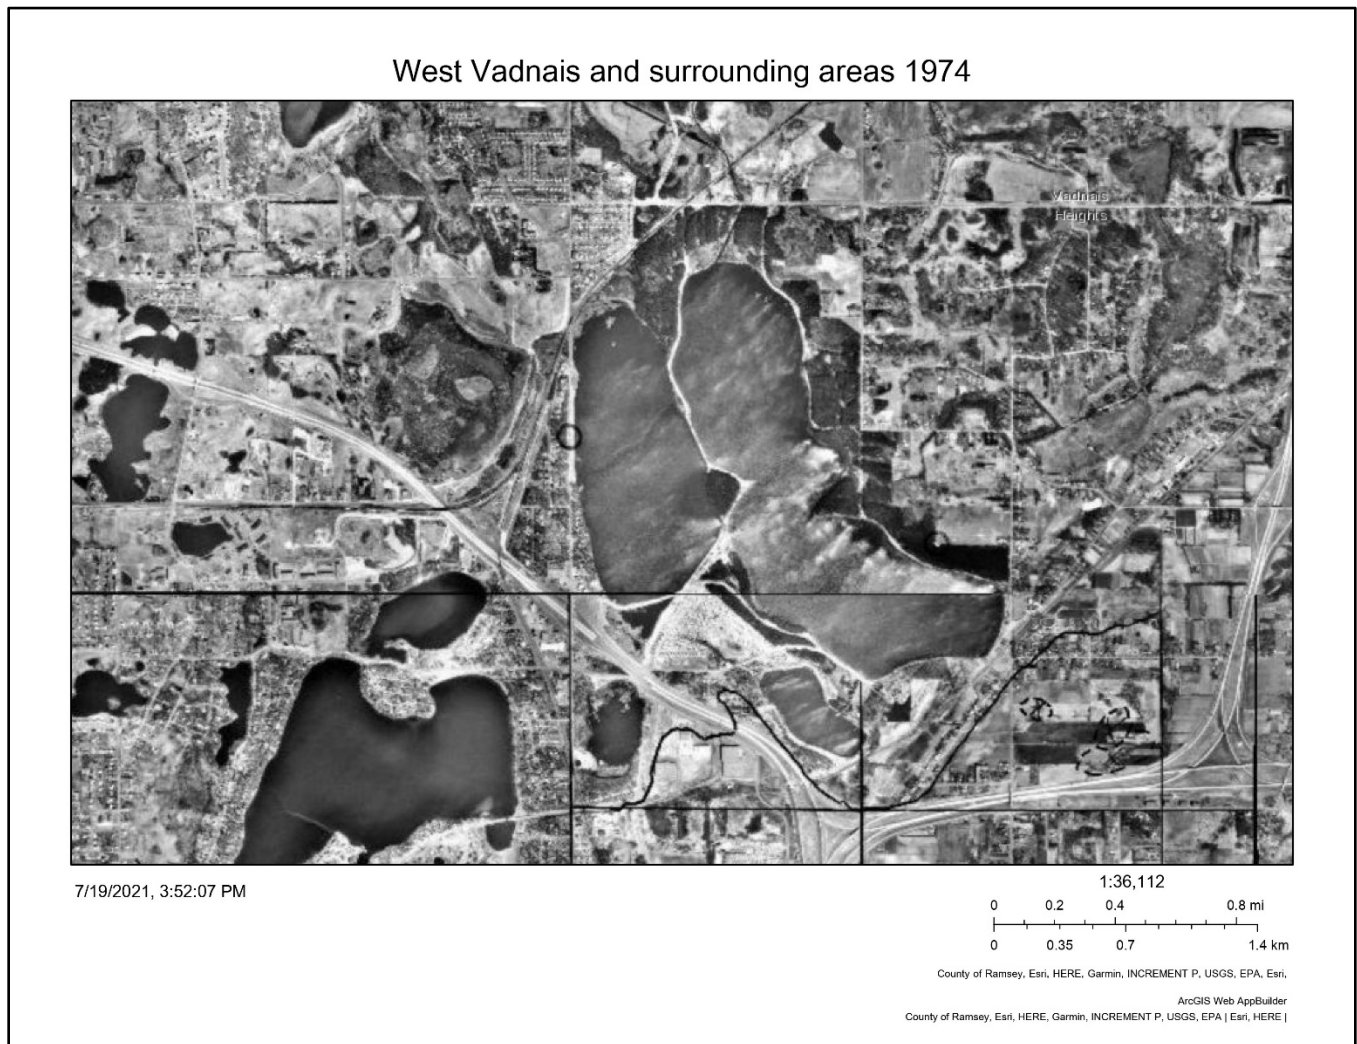 West Vadnais and surrounding areas 1974
Vadnais
Heights
7/19/2021, 3:52:07 PM
1:36,112
0 0.2 0.4 0.8 mi
0 0.35 0.7 1.4 km
County of Ramsey, Esri, HERE, Garmin, INCREMENT P, USGS, EPA, Esri,
ArcGIS Web AppBuilder
County of Ramsey, Esri, HERE, Garmin, INCREMENT P, USGS, EPA | Esri, HERE |